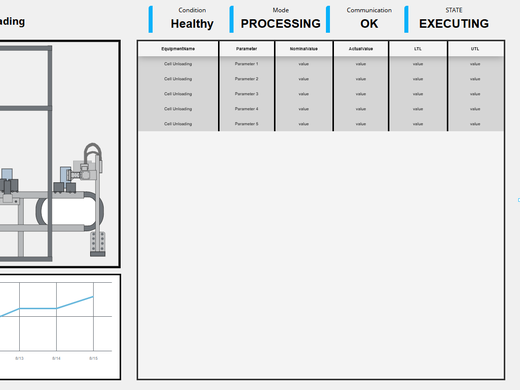 ading
Condition
Healthy
Mode
PROCESSING
Communication
OK
STATE
EXECUTING
EquipmentName Parameter NominalValue ActualValue LTL UTL
Cell Unloading Parameter 1 value value value value
Cell Unloading Parameter 2 value value value value
Cell Unloading Parameter 3 value value value value
Cell Unloading Parameter 4 value value value value
Cell Unloading Parameter 5 value value value value